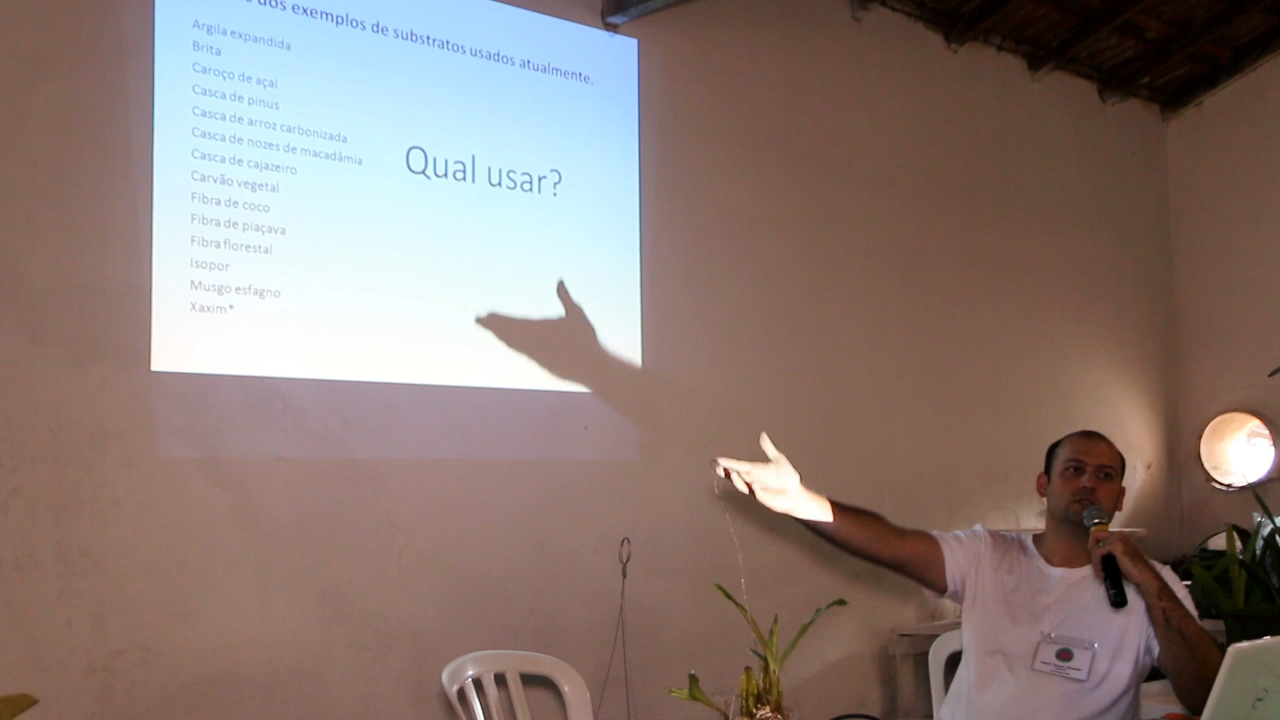 dos exemplos de substratos usados atualmente.
Argila expandida
Brita
Caroço de açaí
Casca de pinus
Casca de arroz carbonizada
Casca de nozes de macadâmia
Casca de cajazeiro
Carvão vegetal
Fibra de coco
Fibra de piaçava
Fibra florestal
Isopor
Musgo esfagno
Xaxim*
Qual usar?